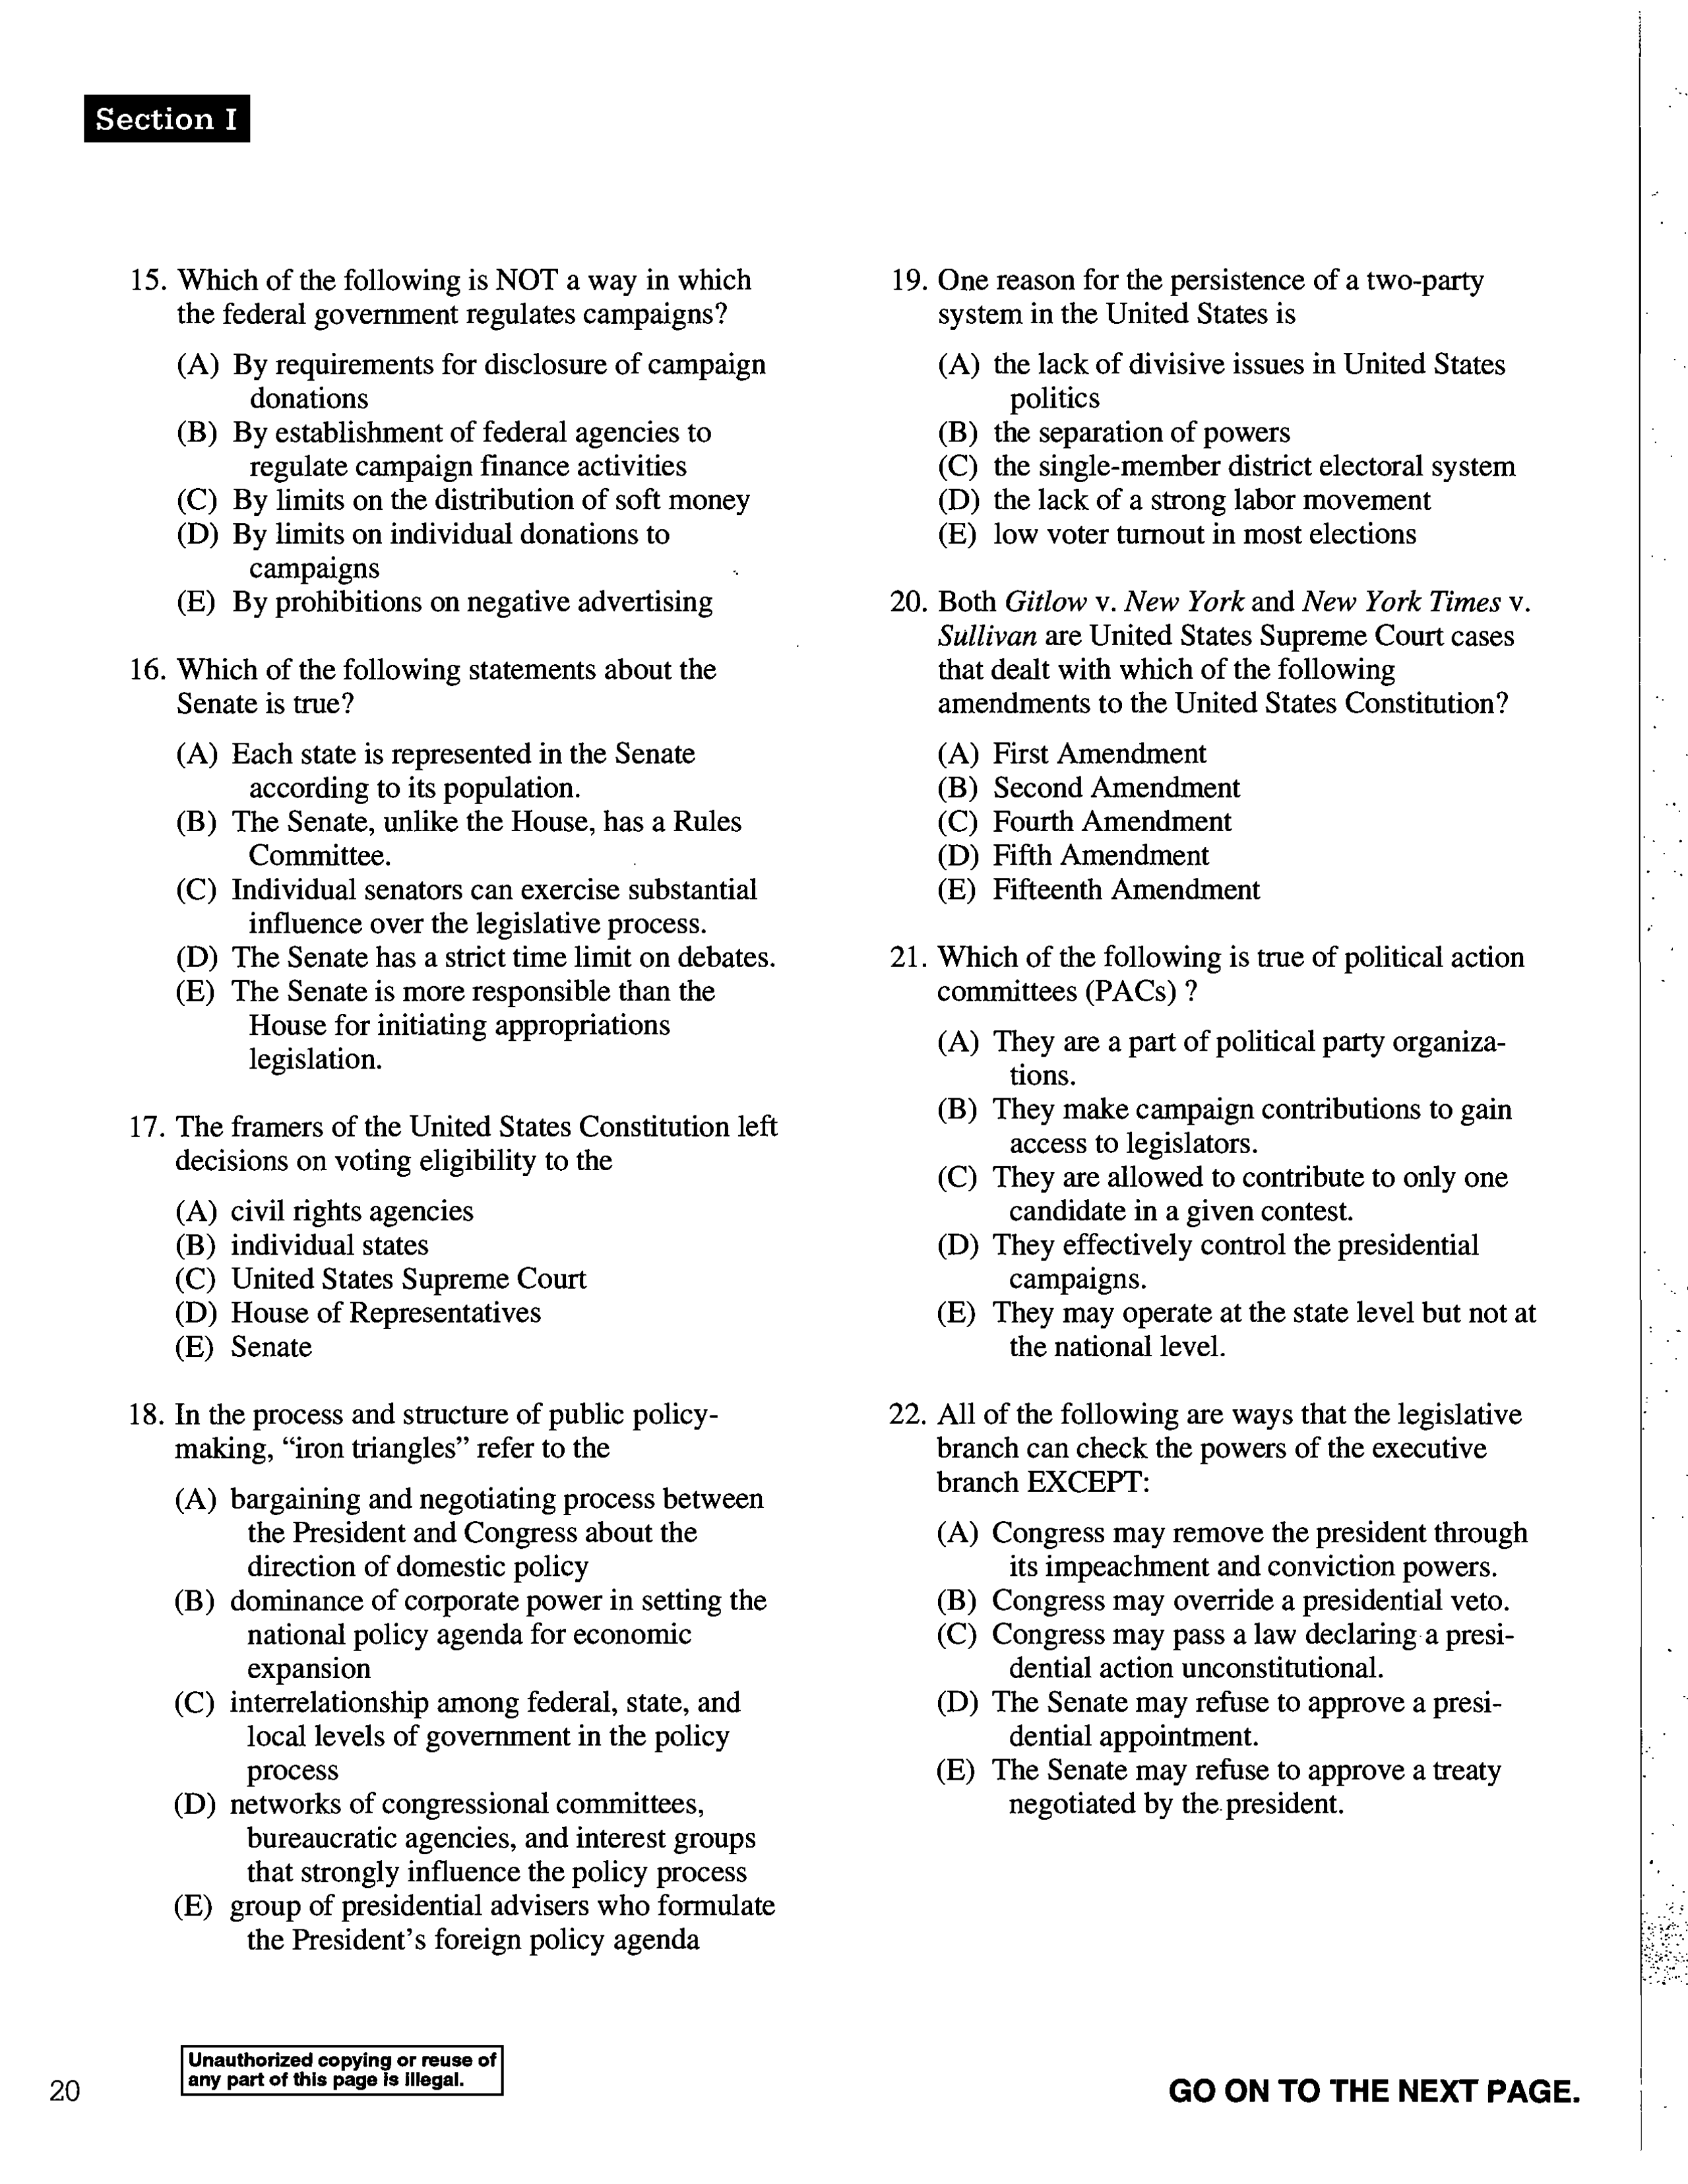 Section I
15. Which of the following is NOT a way in which
the federal government regulates campaigns?
(A) By requirements for disclosure of campaign
donations
(B) By establishment of federal agencies to
regulate campaign finance activities
(C) By limits on the distribution of soft money
(D) By limits on individual donations to
campaigns
(E) By prohibitions on negative advertising
16. Which of the following statements about the
Senate is true?
(A) Each state is represented in the Senate
according to its population.
(B) The Senate, unlike the House, has a Rules
Committee.
(C) Individual senators can exercise substantial
influence over the legislative process.
(D) The Senate has a strict time limit on debates.
(E) The Senate is more responsible than the
House for initiating appropriations
legislation.
17. The framers of the United States Constitution left
decisions on voting eligibility to the
(A) civil rights agencies
(B) individual states
(C) United States Supreme Court
(D) House of Representatives
(E) Senate
18. In the process and structure of public policy-
making, “iron triangles” refer to the
(A) bargaining and negotiating process between
the President and Congress about the
direction of domestic policy
(B) dominance of corporate power in setting the
national policy agenda for economic
expansion
(C) interrelationship among federal, state, and
local levels of government in the policy
process
(D) networks of congressional committees,
bureaucratic agencies, and interest groups
that strongly influence the policy process
(E) group of presidential advisers who formulate
the President’s foreign policy agenda
19. One reason for the persistence of a two-party
system in the United States is
(A) the lack of divisive issues in United States
politics
(B) the separation of powers
(C) the single-member district electoral system
(D) the lack of a strong labor movement
(E) low voter turnout in most elections
20. Both Gitlow v. New York and New York Times v.
Sullivan are United States Supreme Court cases
that dealt with which of the following
amendments to the United States Constitution?
(A) First Amendment
(B) Second Amendment
(C) Fourth Amendment
(D) Fifth Amendment
(E) Fifteenth Amendment
21. Which of the following is true of political action
committees (PACs) ?
(A) They are a part of political party organiza-
tions.
(B) They make campaign contributions to gain
access to legislators.
(C) They are allowed to contribute to only one
candidate in a given contest.
(D) They effectively control the presidential
campaigns.
(E) They may operate at the state level but not at
the national level.
22. All of the following are ways that the legislative
branch can check the powers of the executive
branch EXCEPT:
(A) Congress may remove the president through
its impeachment and conviction powers.
(B) Congress may override a presidential veto.
(C) Congress may pass a law declaring a presi-
dential action unconstitutional.
(D) The Senate may refuse to approve a presi-
dential appointment.
(E) The Senate may refuse to approve a treaty
negotiated by the president.
Unauthorized copying or reuse of
any part of this page is illegal.
20
GO ON TO THE NEXT PAGE.